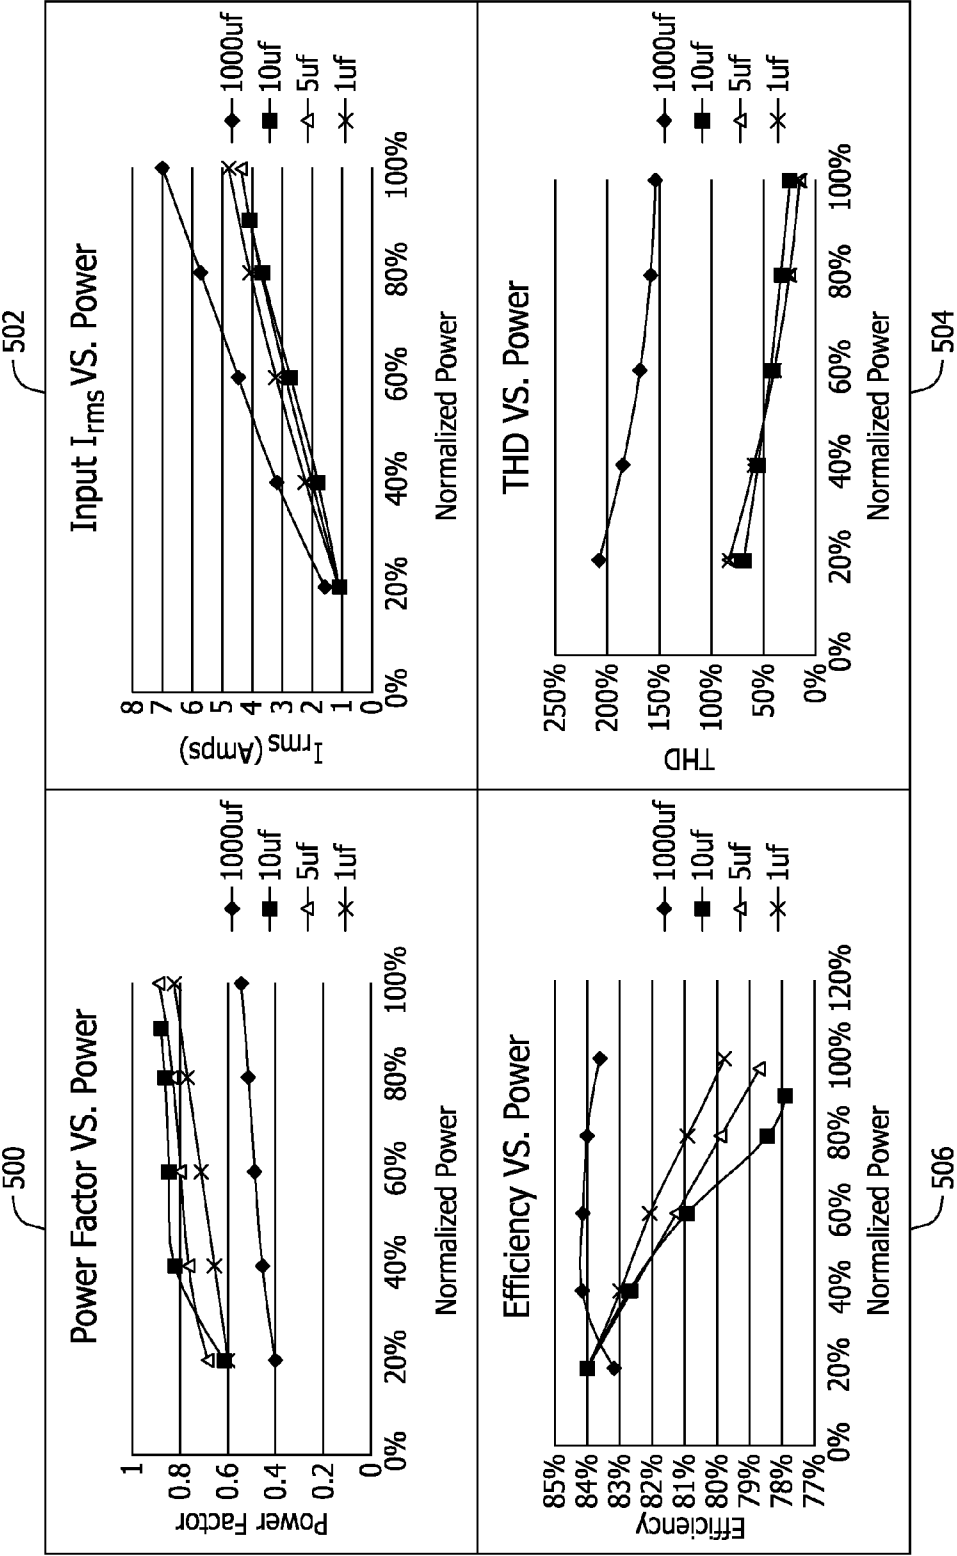 500
Power Factor VS. Power
Power Factor
1
0.8
0.6
0.4
0.2
0
0%
20%
40%
60%
80%
100%
Normalized Power
1000uf
10uf
5uf
1uf
502
Input Irms VS. Power
Irms (Amps)
8
7
6
5
4
3
2
1
0
0%
20%
40%
60%
80%
100%
Normalized Power
1000uf
10uf
5uf
1uf
Efficiency VS. Power
Efficiency
85%
84%
83%
82%
81%
80%
79%
78%
77%
0%
20%
40%
60%
80%
100%
120%
Normalized Power
1000uf
10uf
5uf
1uf
506
THD VS. Power
THD
250%
200%
150%
100%
50%
0%
0%
20%
40%
60%
80%
100%
Normalized Power
1000uf
10uf
5uf
1uf
504